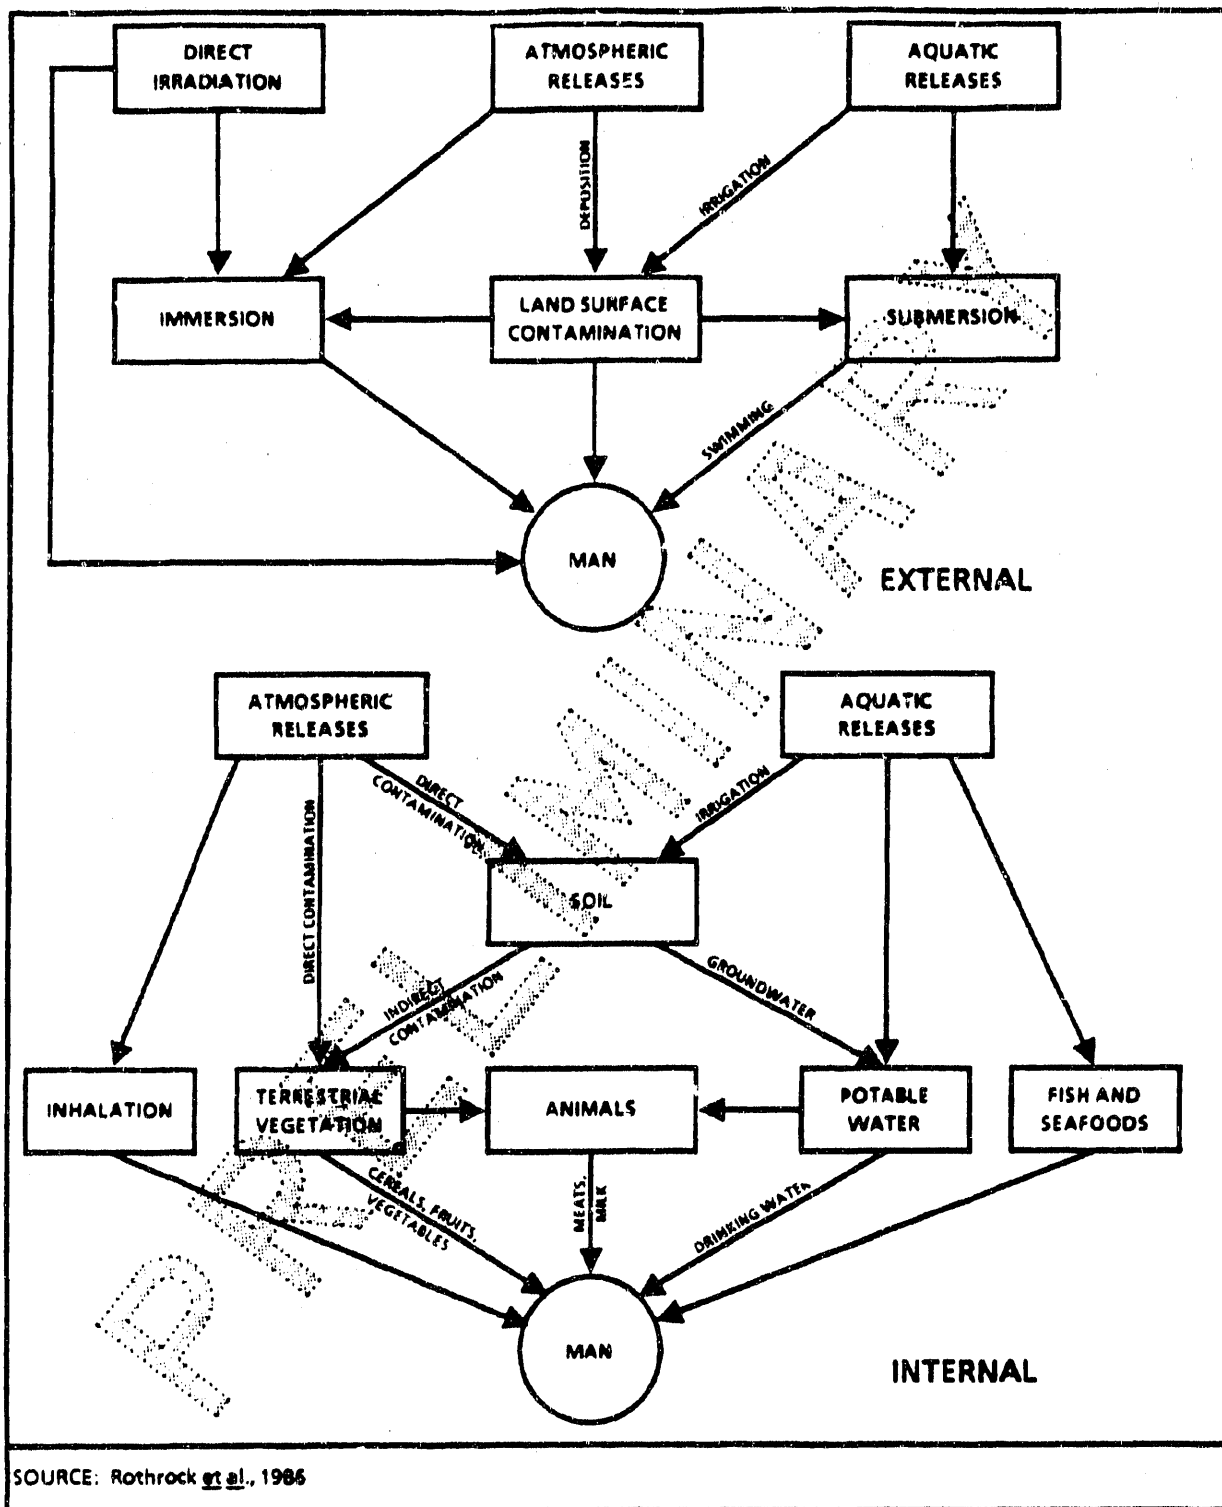 DIRECT
IRRADIATION
ATMOSPHERIC
RELEASES
AQUATIC
RELEASES
DEPOSITION
IRRIGATION
IMMERSION
LAND SURFACE
CONTAMINATION
SUBMERSION
SWIMMING
MAN
EXTERNAL
ATMOSPHERIC
RELEASES
AQUATIC
RELEASES
DIRECT
CONTAMINATION
IRRIGATION
DIRECT CONTAMINATION
SOIL
INDIRECT
CONTAMINATION
GROUNDWATER
INHALATION
TERRESTRIAL
VEGETATION
ANIMALS
POTABLE
WATER
FISH AND
SEAFOODS
CEREALS, FRUITS,
VEGETABLES
MEATS,
MILK
DRINKING WATER
MAN
INTERNAL
PRELIMINARY
SOURCE: Rothrock et al., 1986